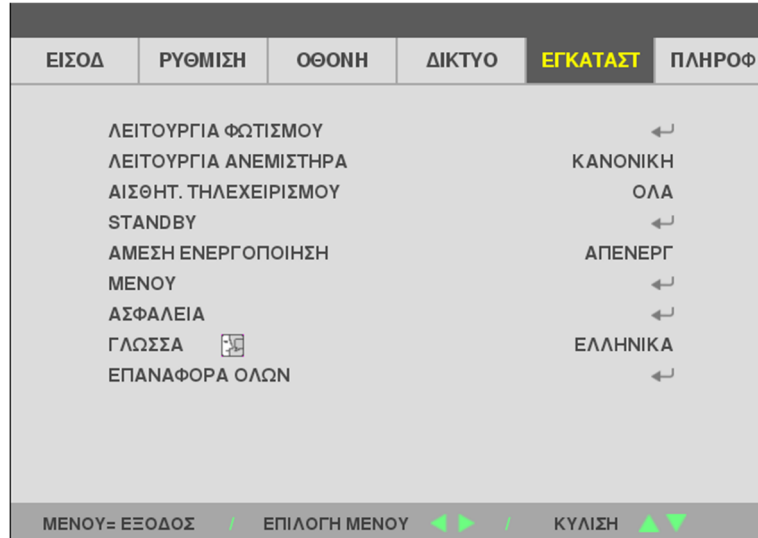 ΕΙΣΟΔ ΡΥΘΜΙΣΗ ΟΘΟΝΗ ΔΙΚΤΥΟ ΕΓΚΑΤΑΣΤ ΠΛΗΡΟΦ
ΛΕΙΤΟΥΡΓΙΑ ΦΩΤΙΣΜΟΥ
ΛΕΙΤΟΥΡΓΙΑ ΑΝΕΜΙΣΤΗΡΑ ΚΑΝΟΝΙΚΗ
ΑΙΣΘΗΤ. ΤΗΛΕΧΕΙΡΙΣΜΟΥ ΟΛΑ
STANDBY
ΑΜΕΣΗ ΕΝΕΡΓΟΠΟΙΗΣΗ ΑΠΕΝΕΡΓ
ΜΕΝΟΥ
ΑΣΦΑΛΕΙΑ
ΓΛΩΣΣΑ ΕΛΛΗΝΙΚΑ
ΕΠΑΝΑΦΟΡΑ ΟΛΩΝ
ΜΕΝΟΥ= ΕΞΟΔΟΣ / ΕΠΙΛΟΓΗ ΜΕΝΟΥ / ΚΥΛΙΣΗ